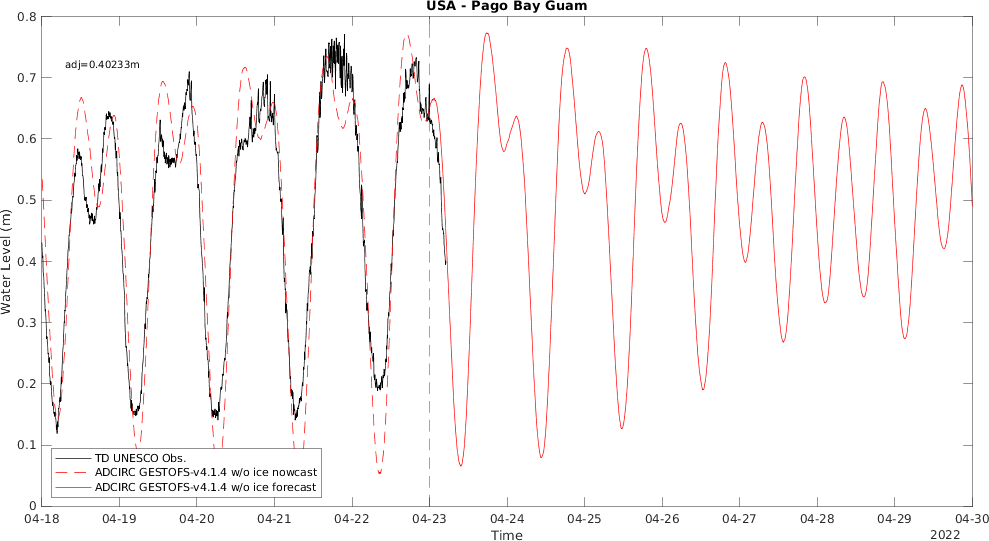 USA - Pago Bay Guam
adj=0.40233m
Water Level (m)
0.8
0.7
0.6
0.5
0.4
0.3
0.2
0.1
0
TD UNESCO Obs.
ADCIRC GESTOFS-v4.1.4 w/o ice nowcast
ADCIRC GESTOFS-v4.1.4 w/o ice forecast
04-18 04-19 04-20 04-21 04-22 04-23 04-24 04-25 04-26 04-27 04-28 04-29 04-30
Time
2022